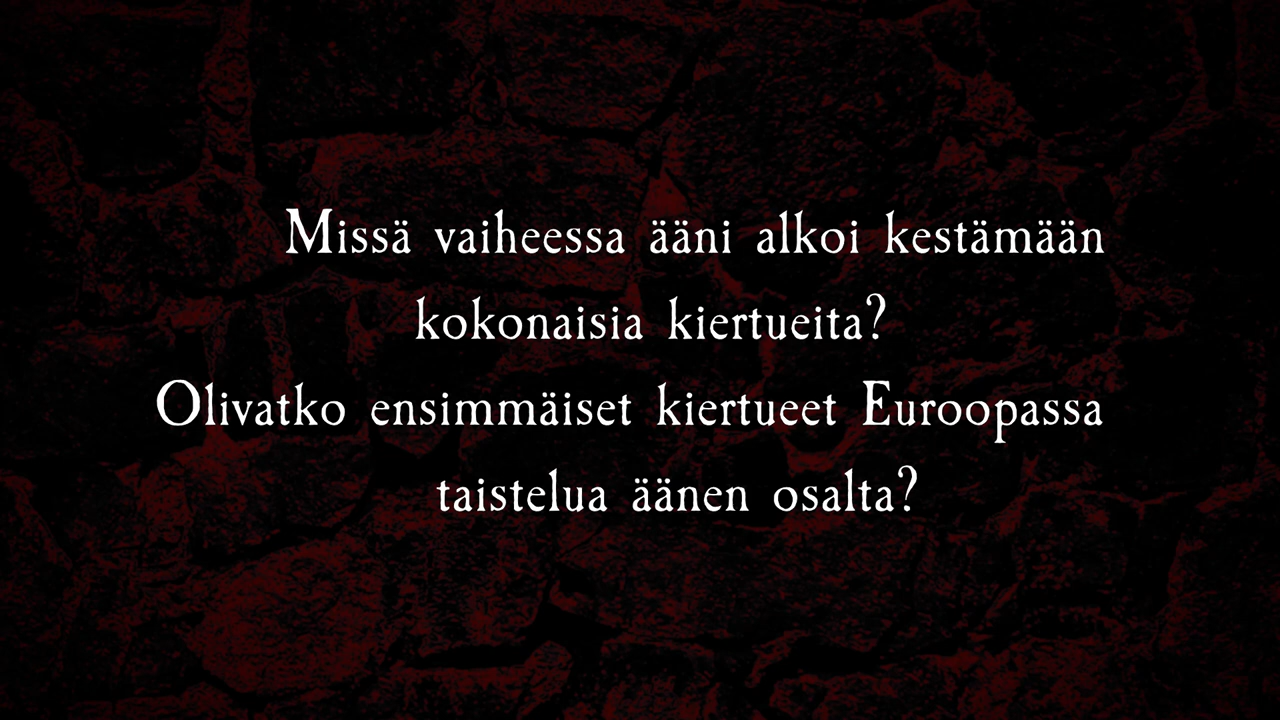 Missä vaiheessa ääni alkoi kestämään
kokonaisia kiertueita?
Olivatko ensimmäiset kiertueet Euroopassa
taistelua äänen osalta?